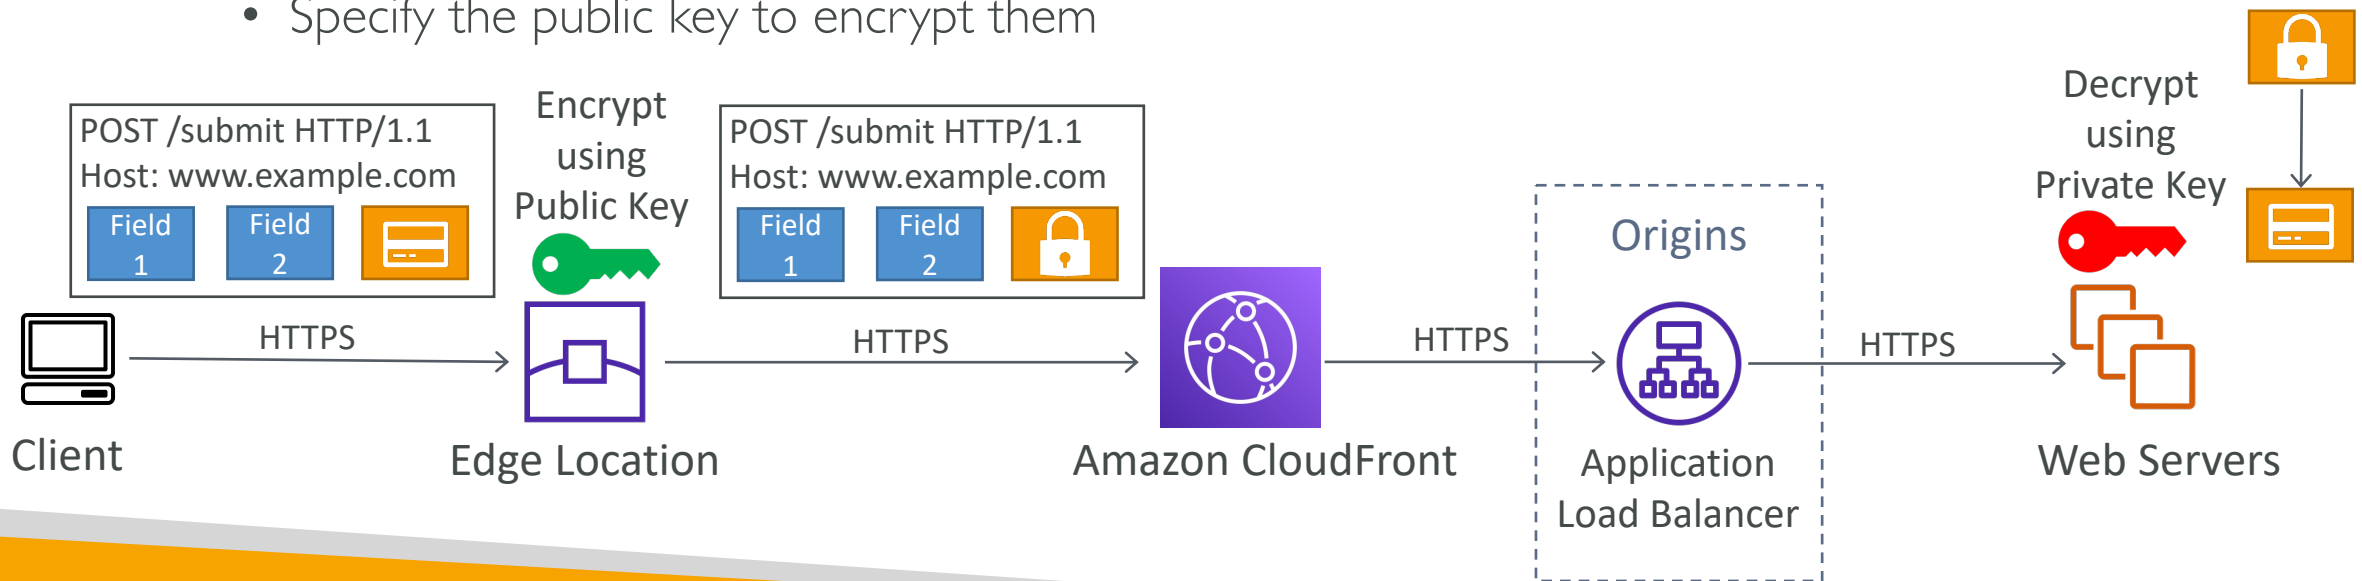 • Specify the public key to encrypt them
POST /submit HTTP/1.1
Host: www.example.com
Field
1
Field
2
Encrypt
using
Public Key
POST /submit HTTP/1.1
Host: www.example.com
Field
1
Field
2
Origins
Decrypt
using
Private Key
HTTPS
HTTPS
HTTPS
HTTPS
Client
Edge Location
Amazon CloudFront
Application
Load Balancer
Web Servers